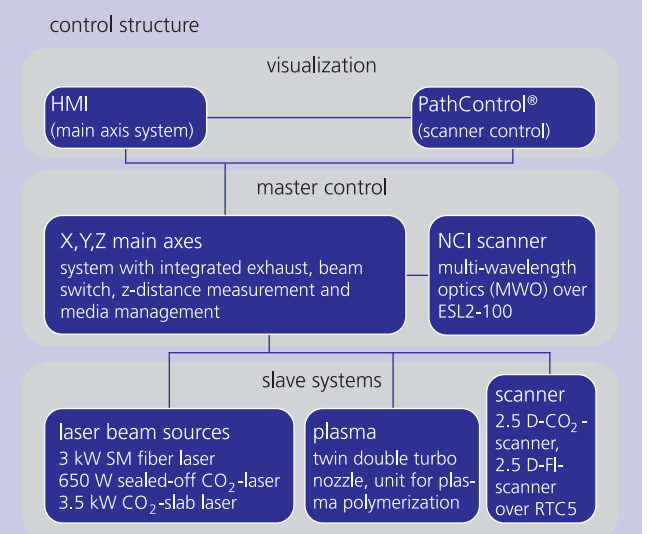 control structure
visualization
HMI
(main axis system)
PathControl®
(scanner control)
master control
X,Y,Z main axes
system with integrated exhaust, beam
switch, z-distance measurement and
media management
NCI scanner
multi-wavelength
optics (MWO) over
ESL2-100
slave systems
laser beam sources
3 kW SM fiber laser
650 W sealed-off CO₂-laser
3.5 kW CO₂-slab laser
plasma
twin double turbo
nozzle, unit for plas-
ma polymerization
scanner
2.5 D-CO₂-
scanner,
2.5 D-FI-
scanner
over RTC5